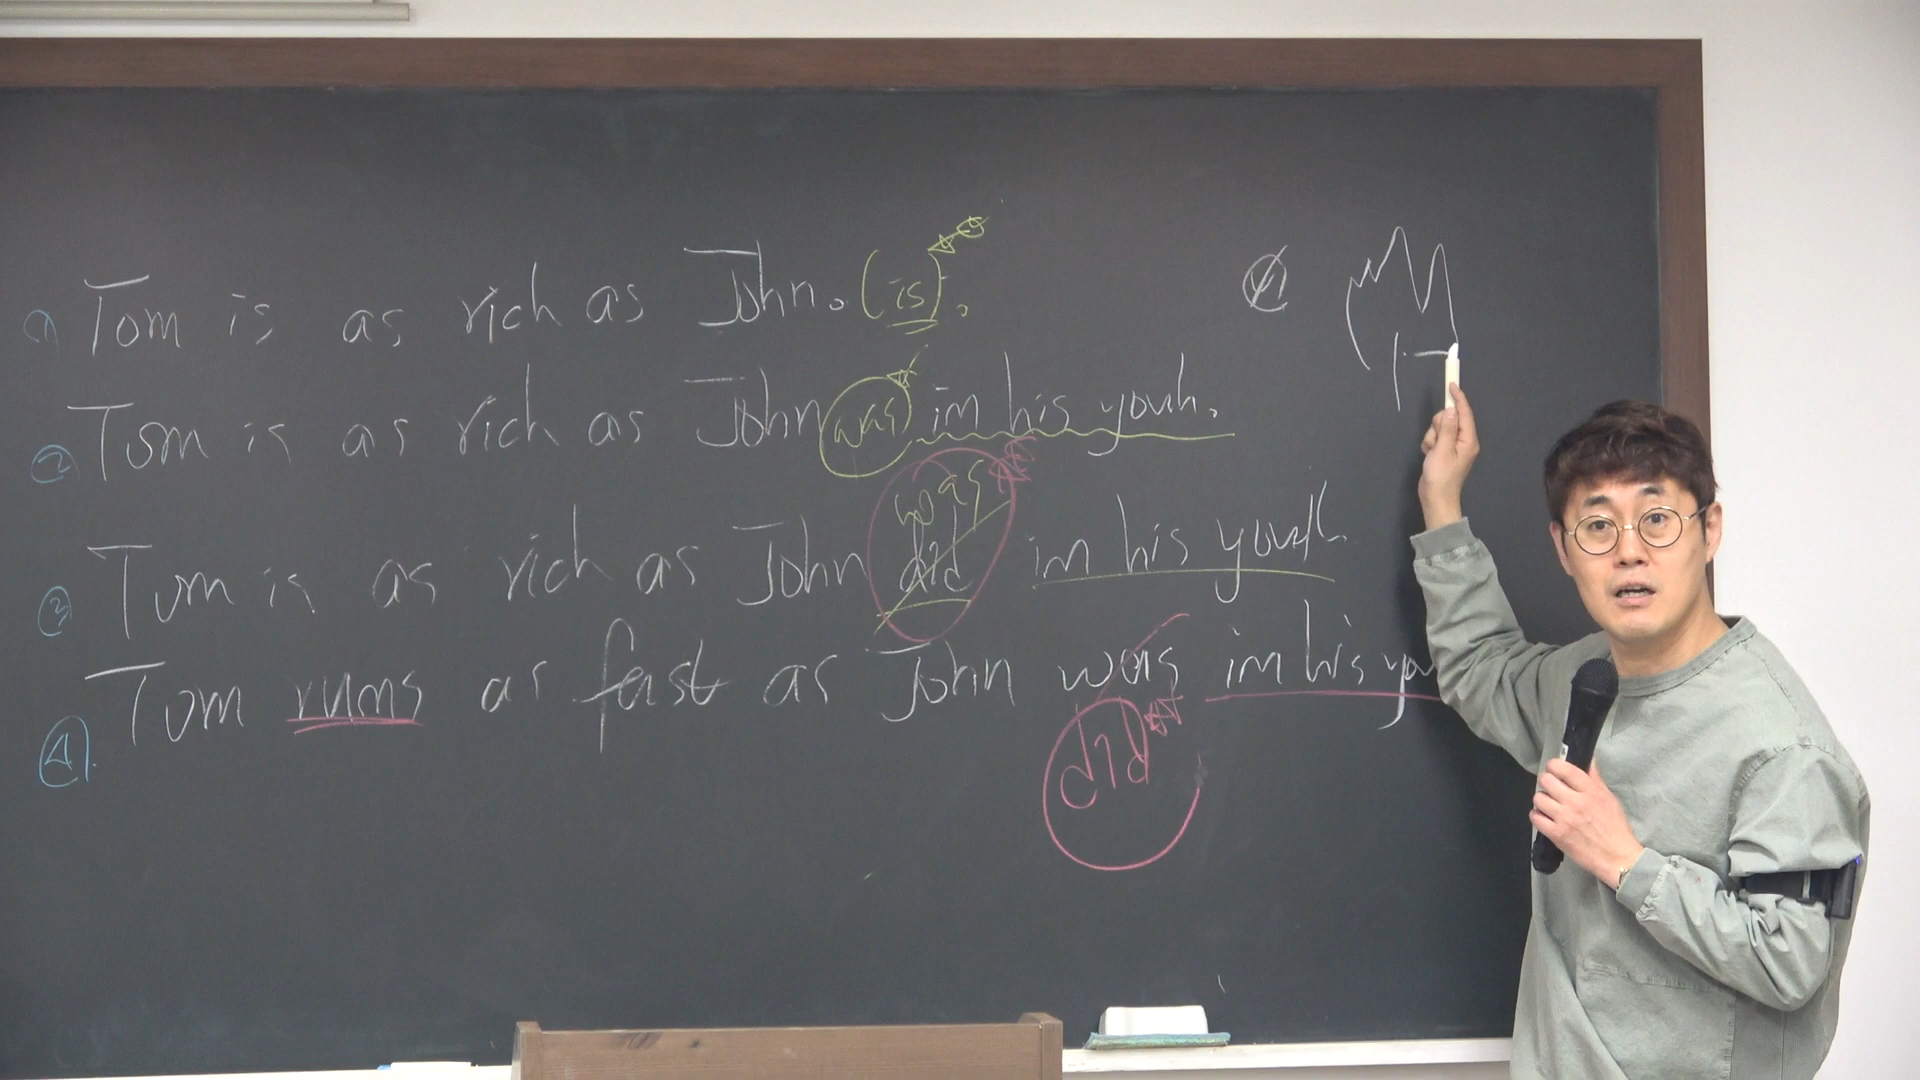 ① Tom is as rich as John. (is).
② Tom is as rich as John was in his youh.
③ Tom is as rich as John did was in his youth.
④ Tom runs as fast as John was did in his you